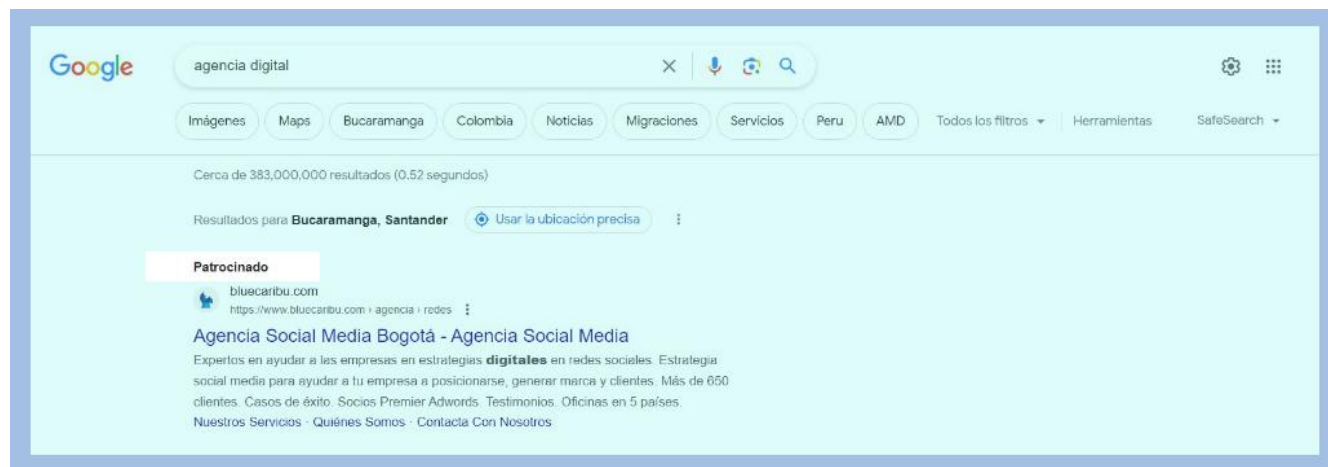 Google
agencia digital
Imágenes Maps Bucaramanga Colombia Noticias Migraciones Servicios Peru AMD Todos los filtros Herramientas SafeSearch
Cerca de 383,000,000 resultados (0.52 segundos)
Resultados para Bucaramanga, Santander Usar la ubicación precisa
Patrocinado
bluecaribu.com
https://www.bluecaribu.com › agencia › redes
Agencia Social Media Bogotá - Agencia Social Media
Expertos en ayudar a las empresas en estrategias digitales en redes sociales. Estrategia
social media para ayudar a tu empresa a posicionarse, generar marca y clientes. Más de 650
clientes. Casos de éxito. Socios Premier Adwords. Testimonios. Oficinas en 5 países.
Nuestros Servicios · Quiénes Somos · Contacta Con Nosotros